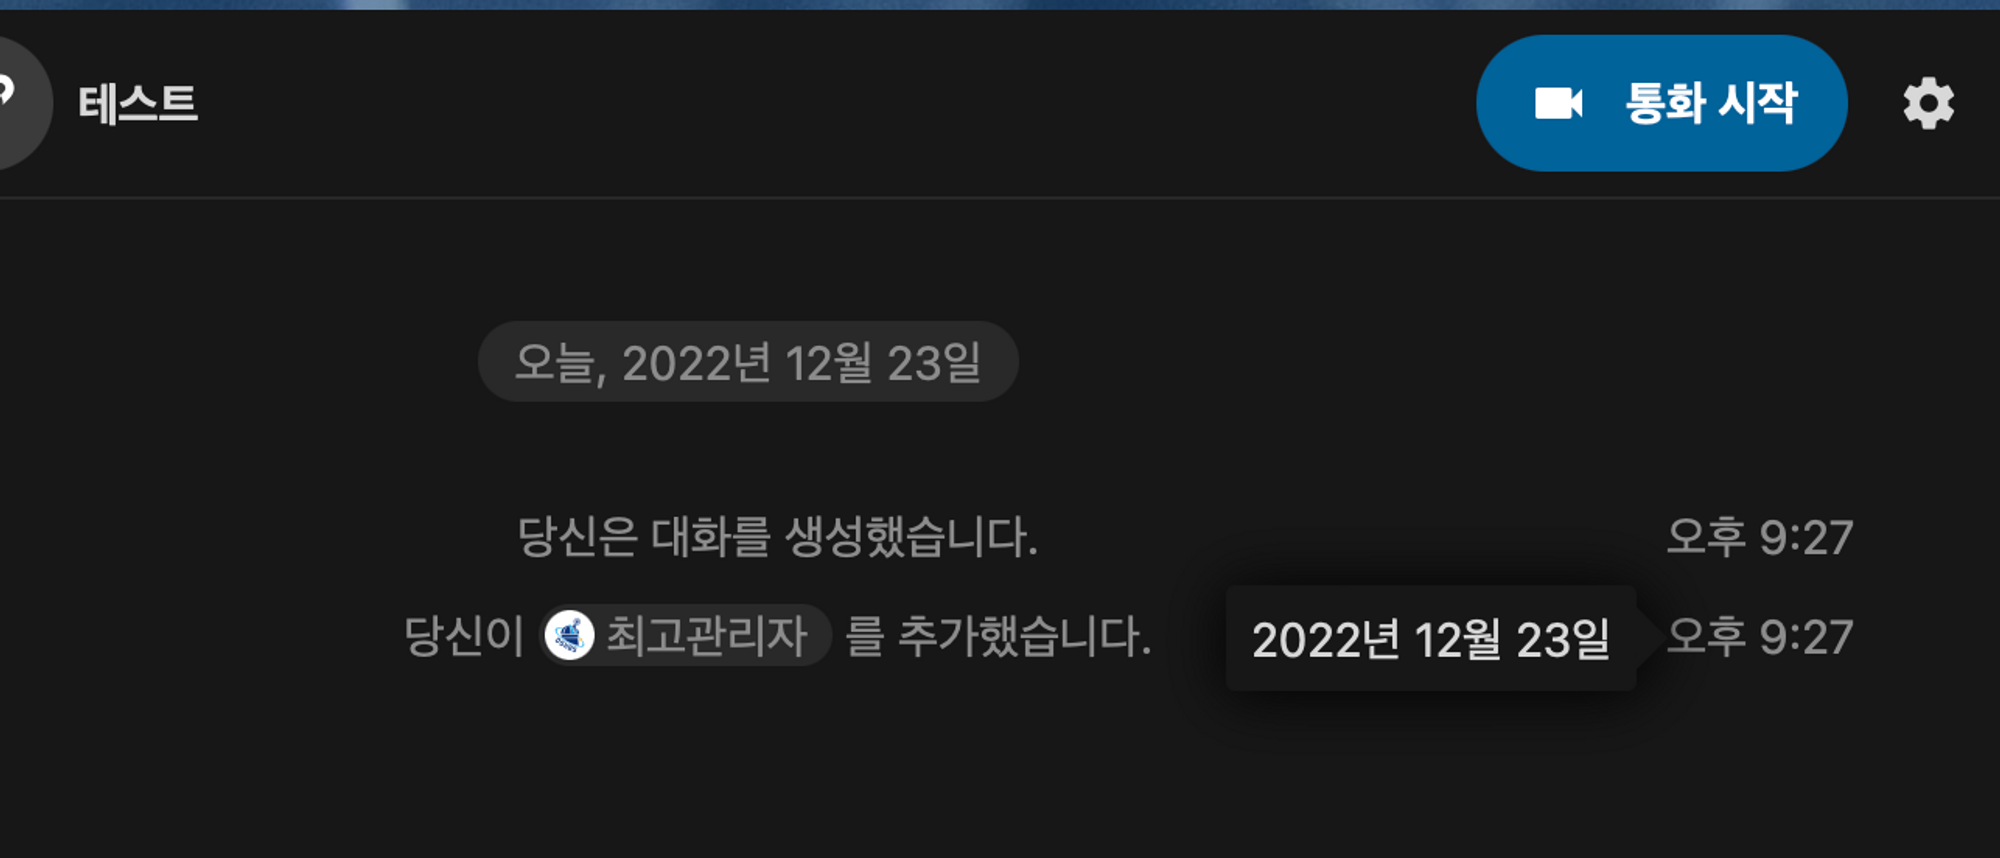 테스트
통화 시작
오늘, 2022년 12월 23일
당신은 대화를 생성했습니다.
오후 9:27
당신이 최고관리자 를 추가했습니다.
2022년 12월 23일
오후 9:27